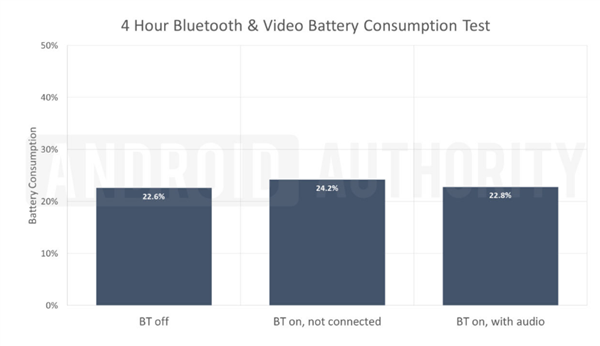 4 Hour Bluetooth & Video Battery Consumption Test
50%
40%
30%
20%
10%
0%
Battery Consumption
ANDROID AUTHORITY
22.6%
24.2%
22.8%
BT off
BT on, not connected
BT on, with audio